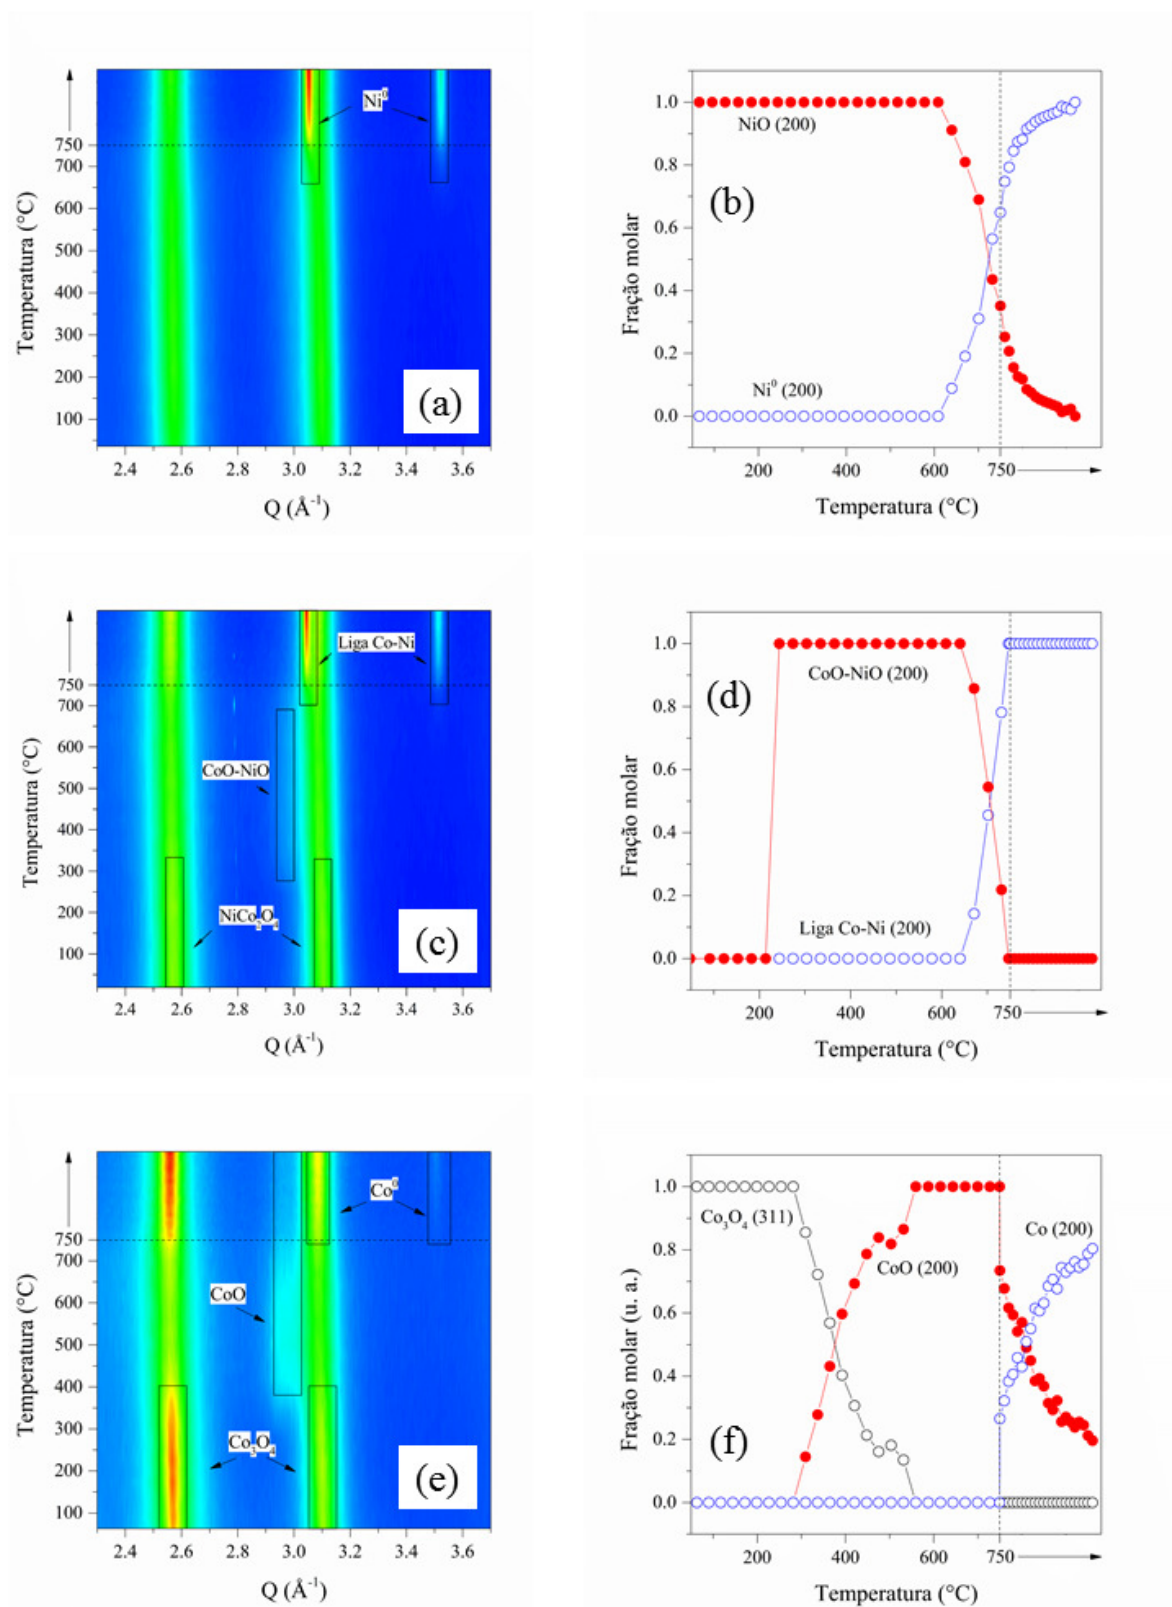 Temperatura (°C)
750
700
600
500
400
300
200
100
Ni⁰
(a)
2.4 2.6 2.8 3.0 3.2 3.4 3.6
Q (Å⁻¹)
Fração molar
1.0
0.8
0.6
0.4
0.2
0.0
NiO (200)
(b)
Ni⁰ (200)
200 400 600 750
Temperatura (°C)
Temperatura (°C)
750
700
600
500
400
300
200
100
Liga Co-Ni
CoO-NiO
NiCo₂O₄
(c)
2.4 2.6 2.8 3.0 3.2 3.4 3.6
Q (Å⁻¹)
Fração molar
1.0
0.8
0.6
0.4
0.2
0.0
CoO-NiO (200)
(d)
Liga Co-Ni (200)
200 400 600 750
Temperatura (°C)
Temperatura (°C)
750
700
600
500
400
300
200
100
Co⁰
CoO
Co₃O₄
(e)
2.4 2.6 2.8 3.0 3.2 3.4 3.6
Q (Å⁻¹)
Fração molar (u. a.)
1.0
0.8
0.6
0.4
0.2
0.0
Co₃O₄ (311)
Co (200)
CoO (200)
(f)
200 400 600 750
Temperatura (°C)